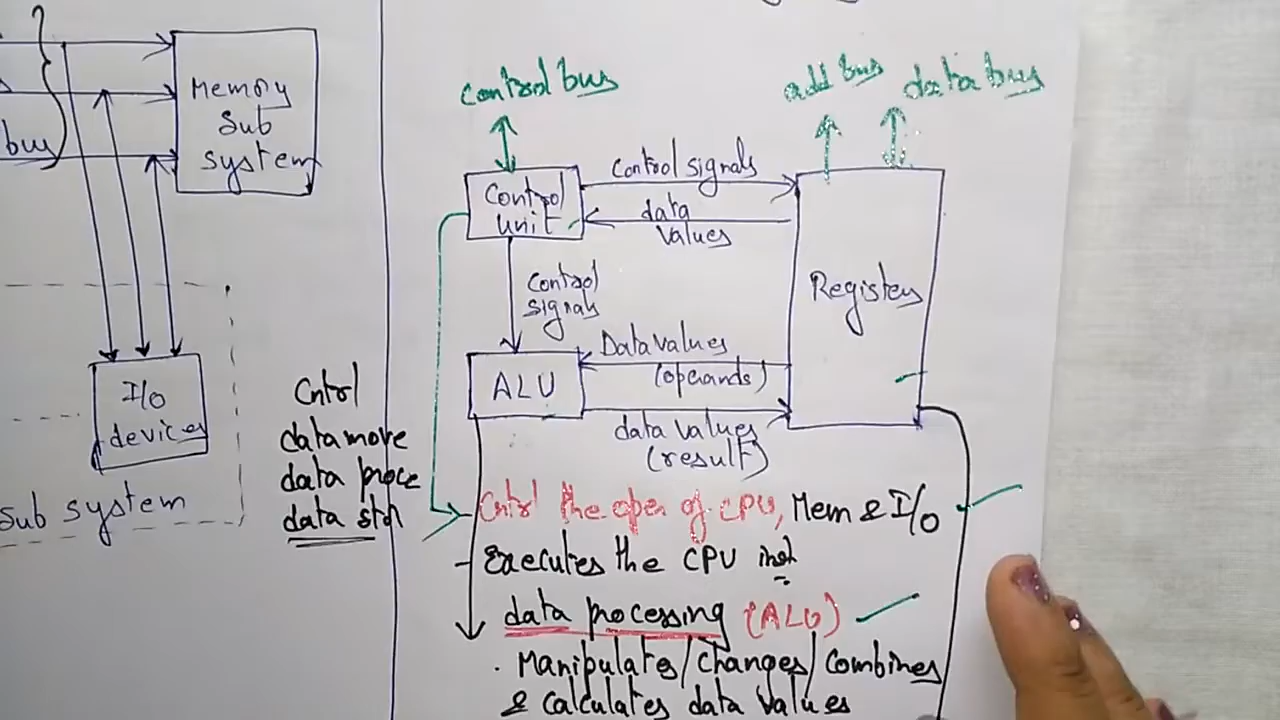 Memory
Sub
system
bus
I/O
devices
Sub system
Cntrl
data move
data proce
data str
control bus
add bus
data bus
Control
unit
control signals
data
values
Control
signals
Registers
ALU
Data values
(operands)
data values
(result)
Cntrl the oper of CPU, Mem & I/O
- Executes the CPU inst
data processing (ALU)
. Manipulates/changes/combines
& calculates data values